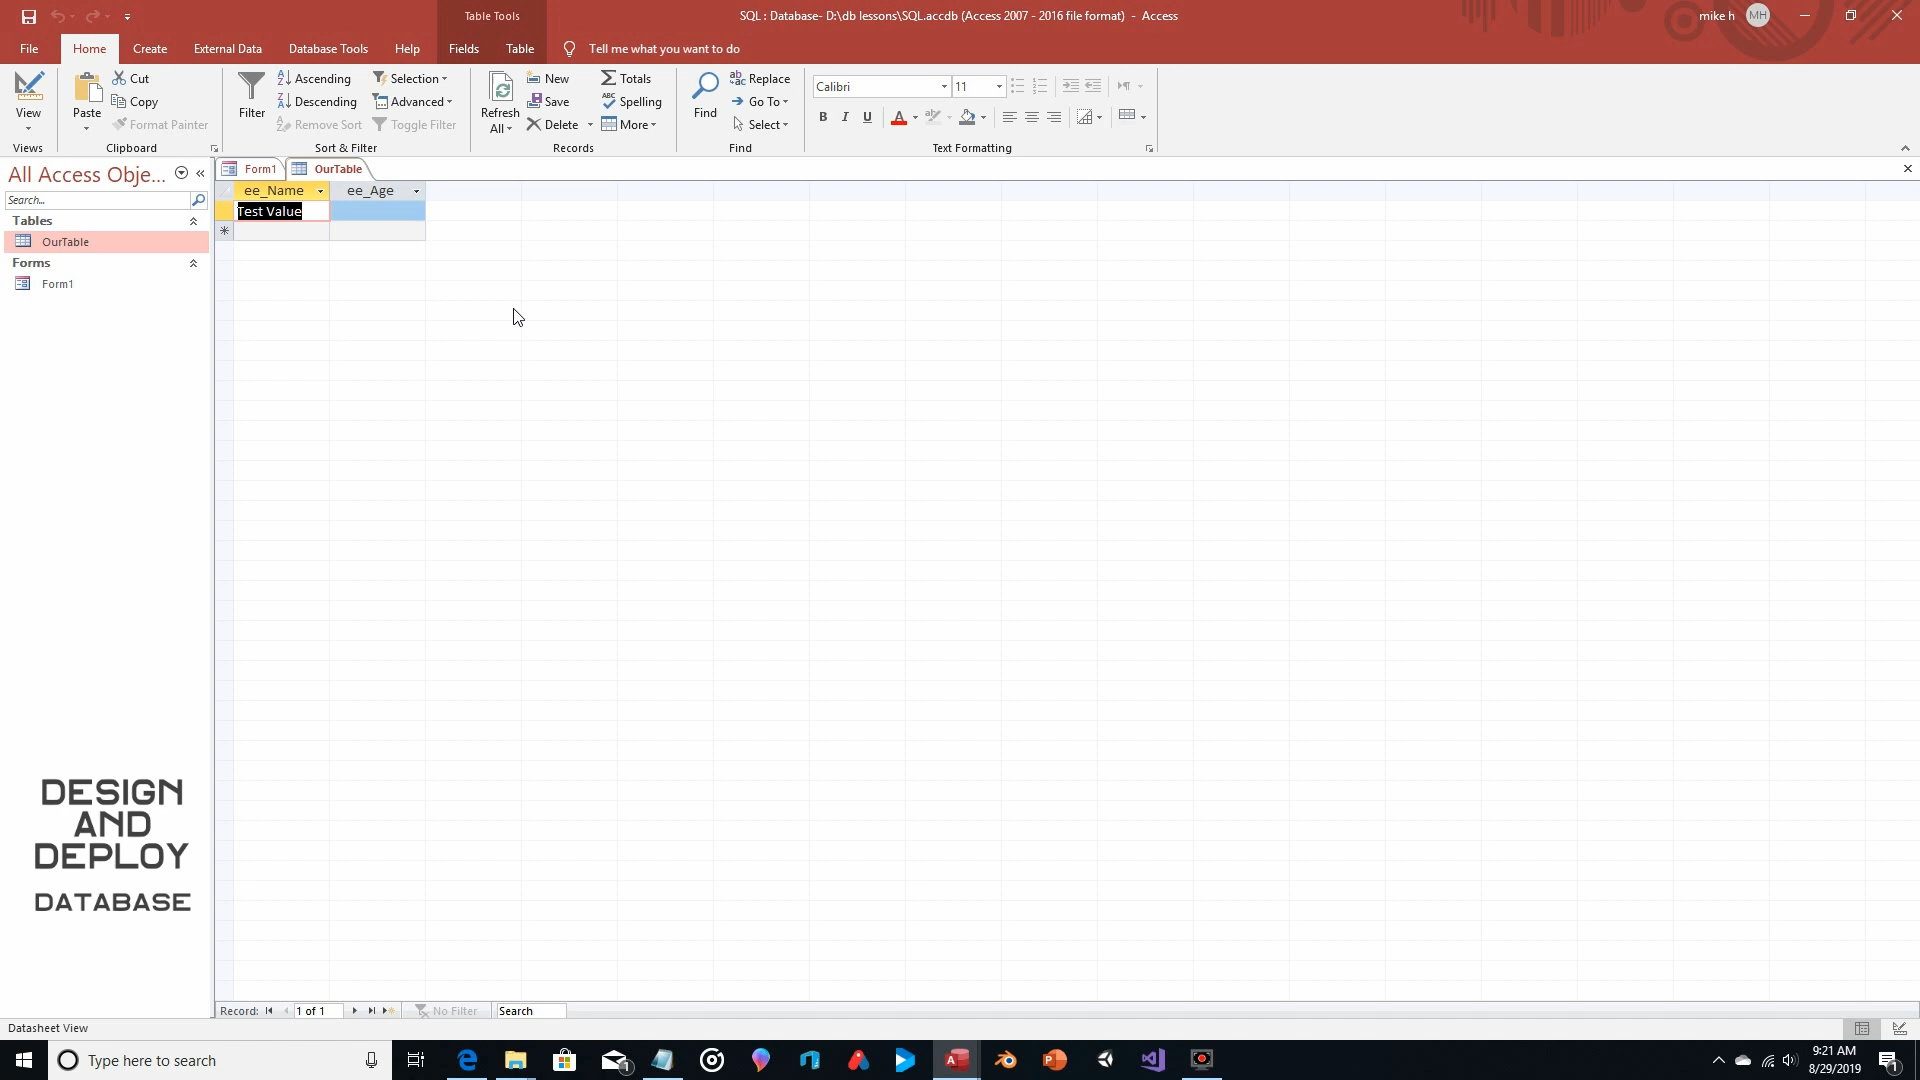 Table Tools
SQL : Database- D:\db lessons\SQL.accdb (Access 2007 - 2016 file format) - Access
mike h MH
File Home Create External Data Database Tools Help Fields Table Tell me what you want to do
View
Views
Paste
Cut
Copy
Format Painter
Clipboard
Filter
Ascending
Descending
Remove Sort
Selection
Advanced
Toggle Filter
Sort & Filter
Refresh
All
New
Save
Delete
Totals
Spelling
More
Records
Find
Replace
Go To
Select
Find
Calibri 11
B I U
Text Formatting
All Access Obje...
Search...
Tables
OurTable
Forms
Form1
Form1 OurTable
ee_Name ee_Age
Test Value
DESIGN
AND
DEPLOY
DATABASE
Record: 1 of 1 No Filter Search
Datasheet View
Type here to search
9:21 AM
8/29/2019